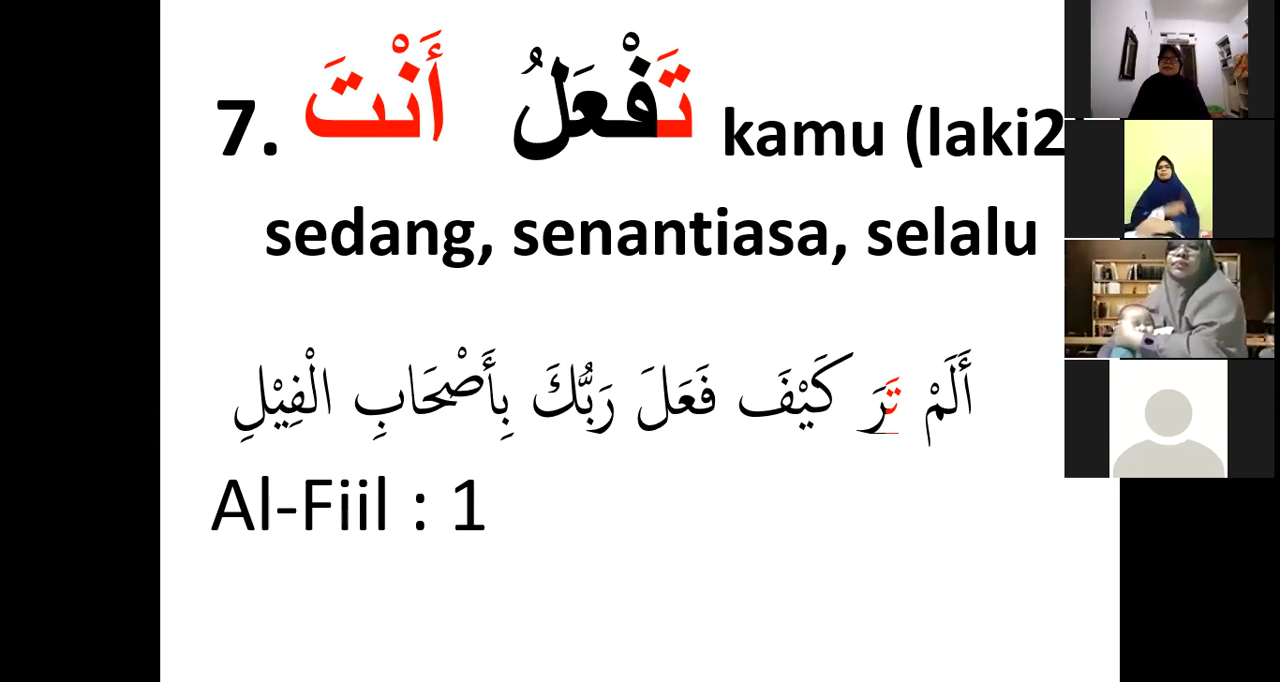 7. أَنْتَ تَفْعَلُ kamu (laki2
sedang, senantiasa, selalu
أَلَمْ تَرَ كَيْفَ فَعَلَ رَبُّكَ بِأَصْحَابِ الْفِيْلِ
Al-Fiil : 1